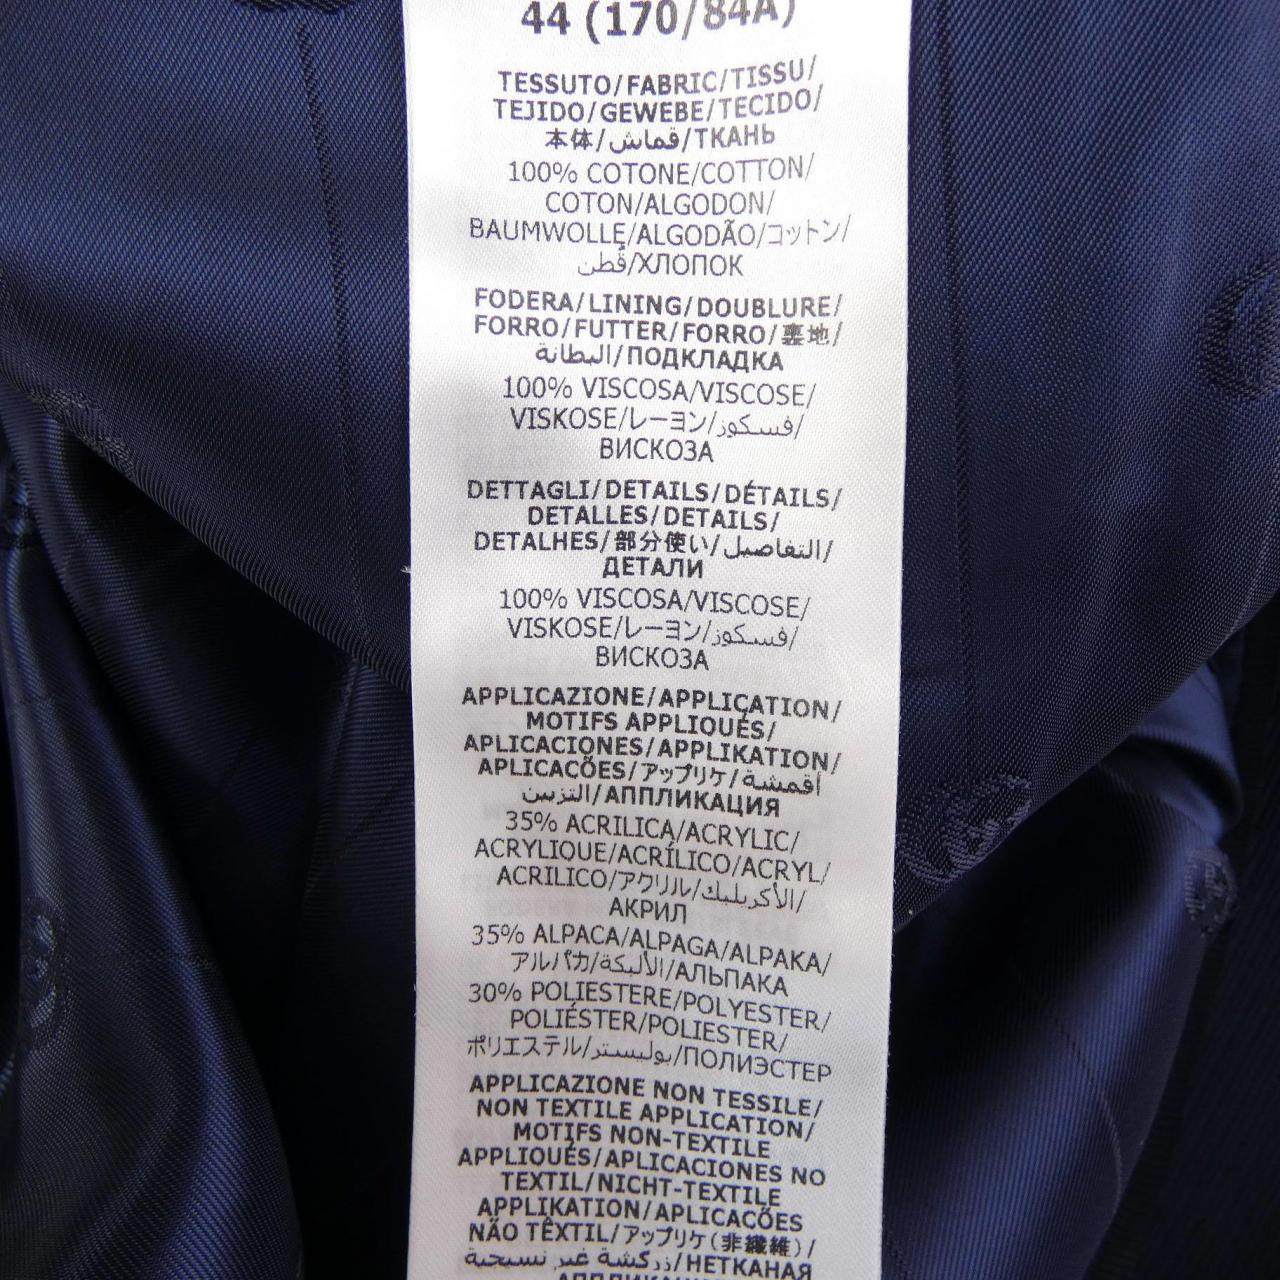 44 (170/84A)
TESSUTO/FABRIC/TISSU/
TEJIDO/GEWEBE/TECIDO/
本体/قماش/ТКАНЬ
100% COTONE/COTTON/
COTON/ALGODON/
BAUMWOLLE/ALGODÃO/コットン/
قطن/ХЛОПОК
FODERA/LINING/DOUBLURE/
FORRO/FUTTER/FORRO/裏地/
البطانة/ПОДКЛАДКА
100% VISCOSA/VISCOSE/
VISKOSE/レーヨン/فسكوز/
ВИСКОЗА
DETTAGLI/DETAILS/DÉTAILS/
DETALLES/DETAILS/
DETALHES/部分使い/التفاصيل/
ДЕТАЛИ
100% VISCOSA/VISCOSE/
VISKOSE/レーヨン/فسكوز/
ВИСКОЗА
APPLICAZIONE/APPLICATION/
MOTIFS APPLIQUÉS/
APLICACIONES/APPLIKATION/
APLICACÕES/アップリケ/أقمشة
التزيين/АППЛИКАЦИЯ
35% ACRILICA/ACRYLIC/
ACRYLIQUE/ACRÍLICO/ACRYL/
ACRILICO/アクリル/الأكريليك/
АКРИЛ
35% ALPACA/ALPAGA/ALPAKA/
アルパカ/الألبكة/АЛЬПАКА
30% POLIESTERE/POLYESTER/
POLIÉSTER/POLIESTER/
ポリエステル/بوليستر/ПОЛИЭСТЕР
APPLICAZIONE NON TESSILE/
NON TEXTILE APPLICATION/
MOTIFS NON-TEXTILE
APPLIQUÉS/APLICACIONES NO
TEXTIL/NICHT-TEXTILE
APPLIKATION/APLICACÕES
NÃO TÊXTIL/アップリケ(非繊維)/
زركشة غير نسيجية/НЕТКАНАЯ